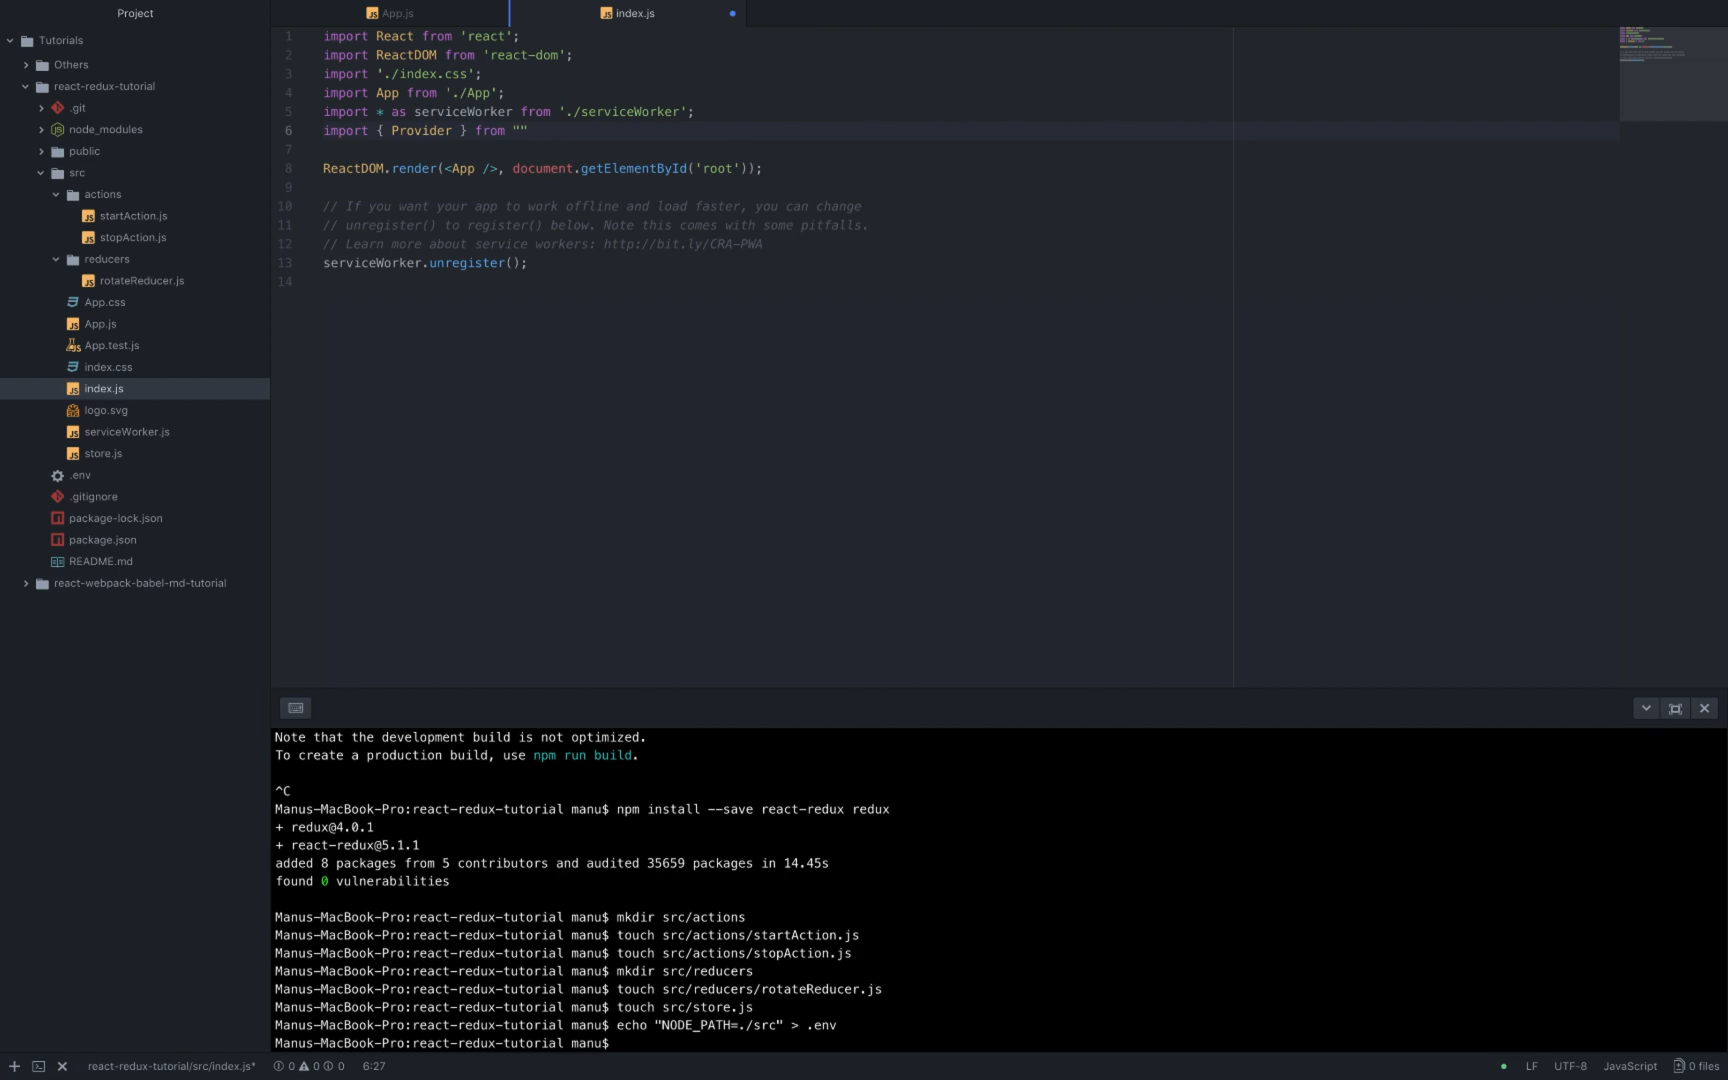 Project
Tutorials
Others
react-redux-tutorial
.git
node_modules
public
src
actions
startAction.js
stopAction.js
reducers
rotateReducer.js
App.css
App.js
App.test.js
index.css
index.js
logo.svg
serviceWorker.js
store.js
.env
.gitignore
package-lock.json
package.json
README.md
react-webpack-babel-md-tutorial
App.js
index.js
1 import React from 'react';
2 import ReactDOM from 'react-dom';
3 import './index.css';
4 import App from './App';
5 import * as serviceWorker from './serviceWorker';
6 import { Provider } from ""
7
8 ReactDOM.render(<App />, document.getElementById('root'));
9
10 // If you want your app to work offline and load faster, you can change
11 // unregister() to register() below. Note this comes with some pitfalls.
12 // Learn more about service workers: http://bit.ly/CRA-PWA
13 serviceWorker.unregister();
14
Note that the development build is not optimized.
To create a production build, use npm run build.
^C
Manus-MacBook-Pro:react-redux-tutorial manu$ npm install --save react-redux redux
+ redux@4.0.1
+ react-redux@5.1.1
added 8 packages from 5 contributors and audited 35659 packages in 14.45s
found 0 vulnerabilities
Manus-MacBook-Pro:react-redux-tutorial manu$ mkdir src/actions
Manus-MacBook-Pro:react-redux-tutorial manu$ touch src/actions/startAction.js
Manus-MacBook-Pro:react-redux-tutorial manu$ touch src/actions/stopAction.js
Manus-MacBook-Pro:react-redux-tutorial manu$ mkdir src/reducers
Manus-MacBook-Pro:react-redux-tutorial manu$ touch src/reducers/rotateReducer.js
Manus-MacBook-Pro:react-redux-tutorial manu$ touch src/store.js
Manus-MacBook-Pro:react-redux-tutorial manu$ echo "NODE_PATH=./src" > .env
Manus-MacBook-Pro:react-redux-tutorial manu$
react-redux-tutorial/src/index.js* 0 0 0 6:27 LF UTF-8 JavaScript 0 files